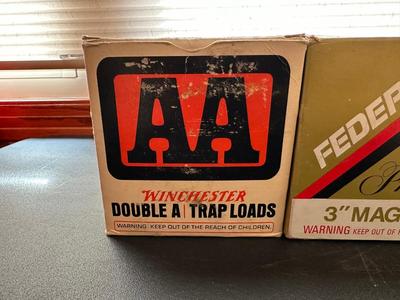 AA
WINCHESTER
DOUBLE A | TRAP LOADS
WARNING: KEEP OUT OF THE REACH OF CHILDREN.
FEDER
3" MAG
WARNING KEEP OUT OF